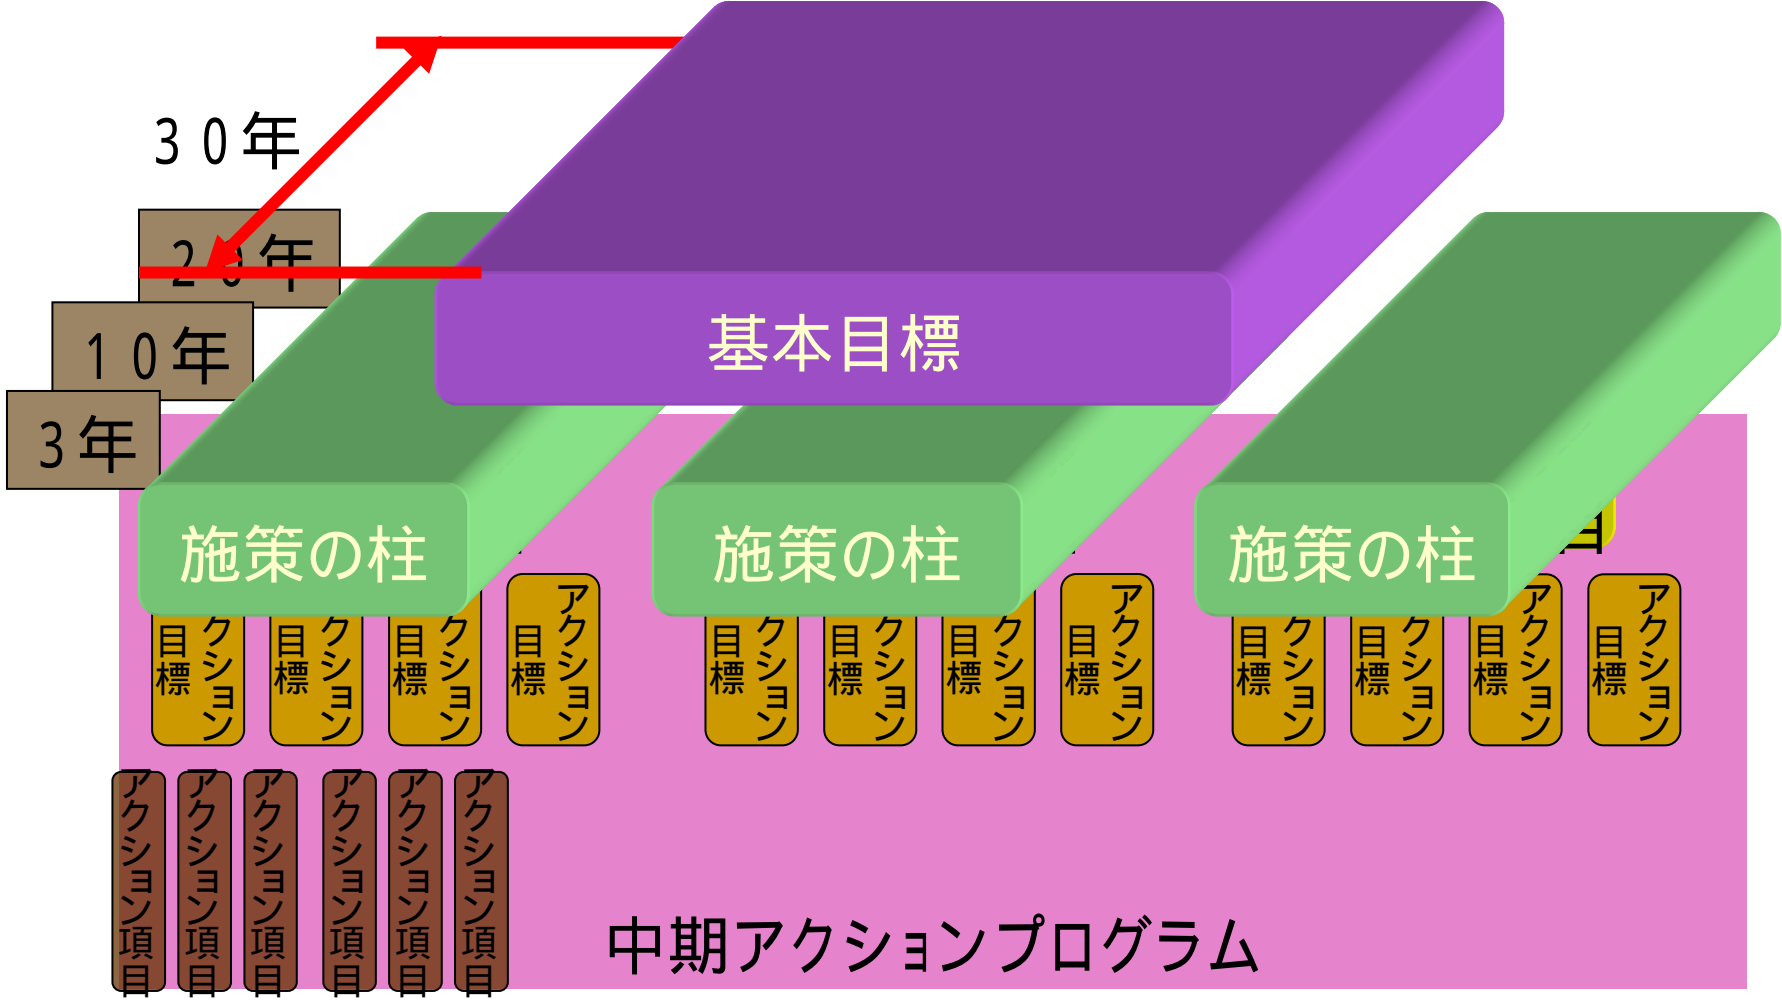 ３０年
２０年
１０年
３年
基本目標
施策の柱
施策の柱
施策の柱
目
クション
目標
クション
目標
クション
目標
アクション
目標
クション
目標
クション
目標
クション
目標
アクション
目標
クション
目標
クション
目標
アクション
目標
アクション
目標
アクション項目
アクション項目
アクション項目
アクション項目
アクション項目
アクション項目
中期アクションプログラム